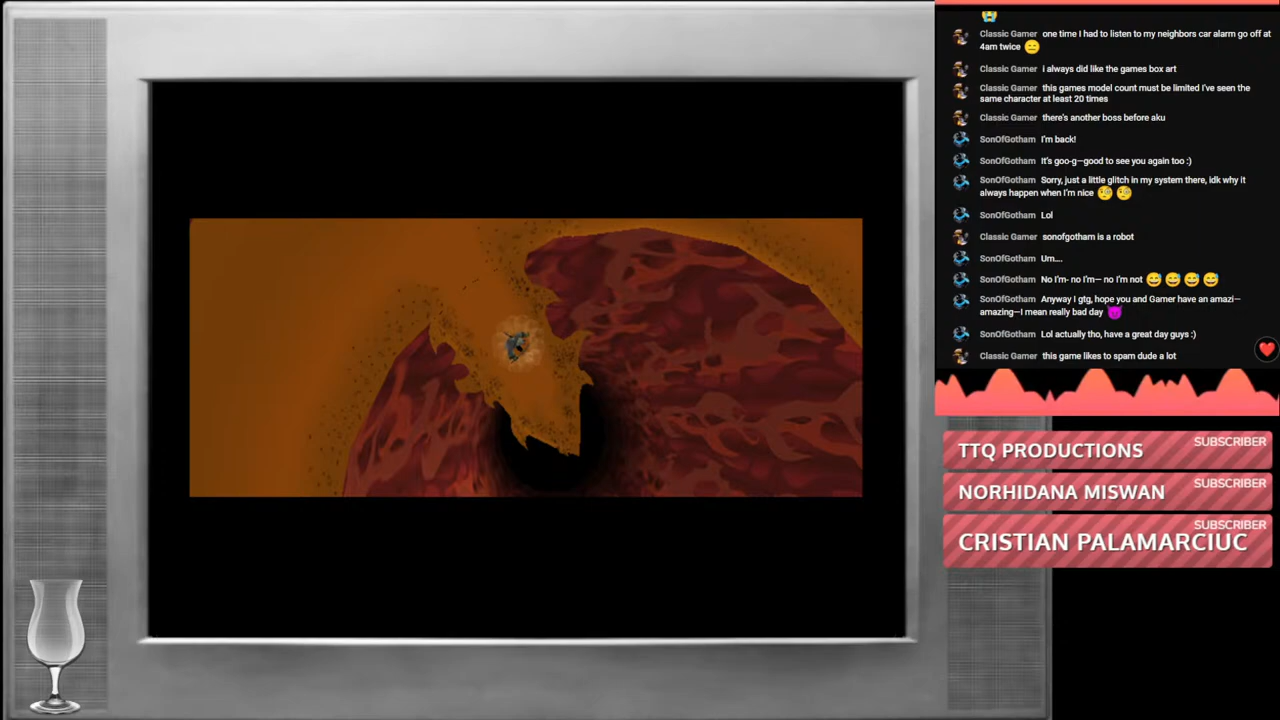 Classic Gamer one time I had to listen to my neighbors car alarm go off at
4am twice 😑
Classic Gamer i always did like the games box art
Classic Gamer this games model count must be limited I've seen the
same character at least 20 times
Classic Gamer there's another boss before aku
SonOfGotham I'm back!
SonOfGotham It's goo-g—good to see you again too :)
SonOfGotham Sorry, just a little glitch in my system there, idk why it
always happen when I'm nice 🧐 🧐
SonOfGotham Lol
Classic Gamer sonofgotham is a robot
SonOfGotham Um....
SonOfGotham No I'm- no I'm— no I'm not 😅 😅 😅 😅
SonOfGotham Anyway I gtg, hope you and Gamer have an amazi—
amazing—I mean really bad day 😈
SonOfGotham Lol actually tho, have a great day guys :)
Classic Gamer this game likes to spam dude a lot
SUBSCRIBER
TTQ PRODUCTIONS
SUBSCRIBER
NORHIDANA MISWAN
SUBSCRIBER
CRISTIAN PALAMARCIUC